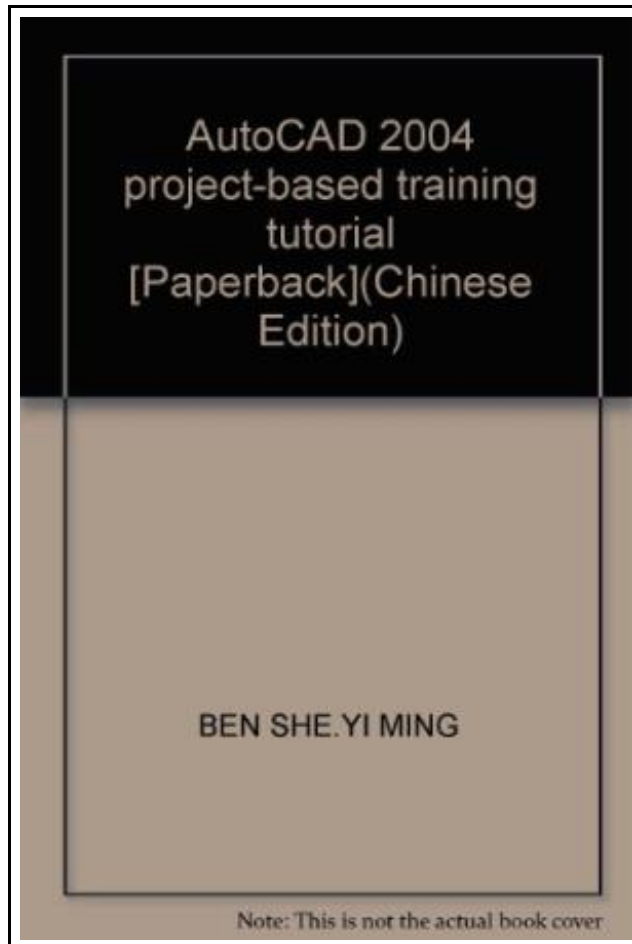 AutoCAD 2004
project-based training
tutorial
[Paperback](Chinese
Edition)
BEN SHE.YI MING
Note: This is not the actual book cover